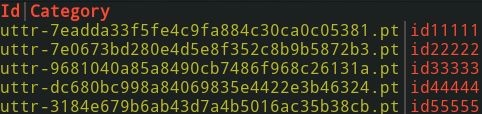 Id|Category
uttr-7eadda33f5fe4c9fa884c30ca0c05381.pt|id11111
uttr-7e0673bd280e4d5e8f352c8b9b5872b3.pt|id22222
uttr-9681040a85a8490cb7486f968c26131a.pt|id33333
uttr-dc680bc998a84069835e4422e3b46324.pt|id44444
uttr-3184e679b6ab43d7a4b5016ac35b38cb.pt|id55555